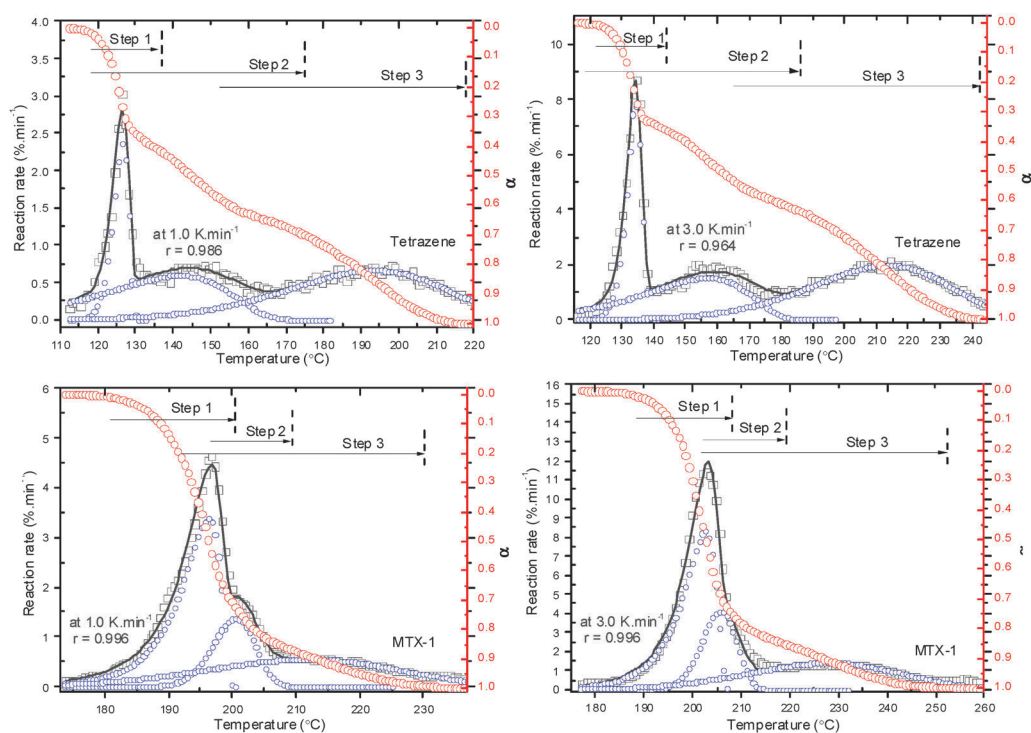 4.0
3.5
3.0
2.5
2.0
1.5
1.0
0.5
0.0
Reaction rate (%.min-1)
Step 1
Step 2
Step 3
at 1.0 K.min-1
r = 0.986
Tetrazene
110 120 130 140 150 160 170 180 190 200 210 220
Temperature (°C)
0.0
0.1
0.2
0.3
0.4
0.5
0.6
0.7
0.8
0.9
1.0
α
10
8
6
4
2
0
Reaction rate (%.min-1)
Step 1
Step 2
Step 3
at 3.0 K.min-1
r = 0.964
Tetrazene
120 130 140 150 160 170 180 190 200 210 220 230 240
Temperature (°C)
0.0
0.1
0.2
0.3
0.4
0.5
0.6
0.7
0.8
0.9
1.0
α
6
5
4
3
2
1
0
Reaction rate (%.min-1)
Step 1
Step 2
Step 3
at 1.0 K.min-1
r = 0.996
MTX-1
180 190 200 210 220 230
Temperature (°C)
0.0
0.1
0.2
0.3
0.4
0.5
0.6
0.7
0.8
0.9
1.0
α
16
15
14
13
12
11
10
9
8
7
6
5
4
3
2
1
0
Reaction rate (%.min-1)
Step 1
Step 2
Step 3
at 3.0 K.min-1
r = 0.996
MTX-1
180 190 200 210 220 230 240 250 260
Temperature (°C)
0.0
0.1
0.2
0.3
0.4
0.5
0.6
0.7
0.8
0.9
1.0